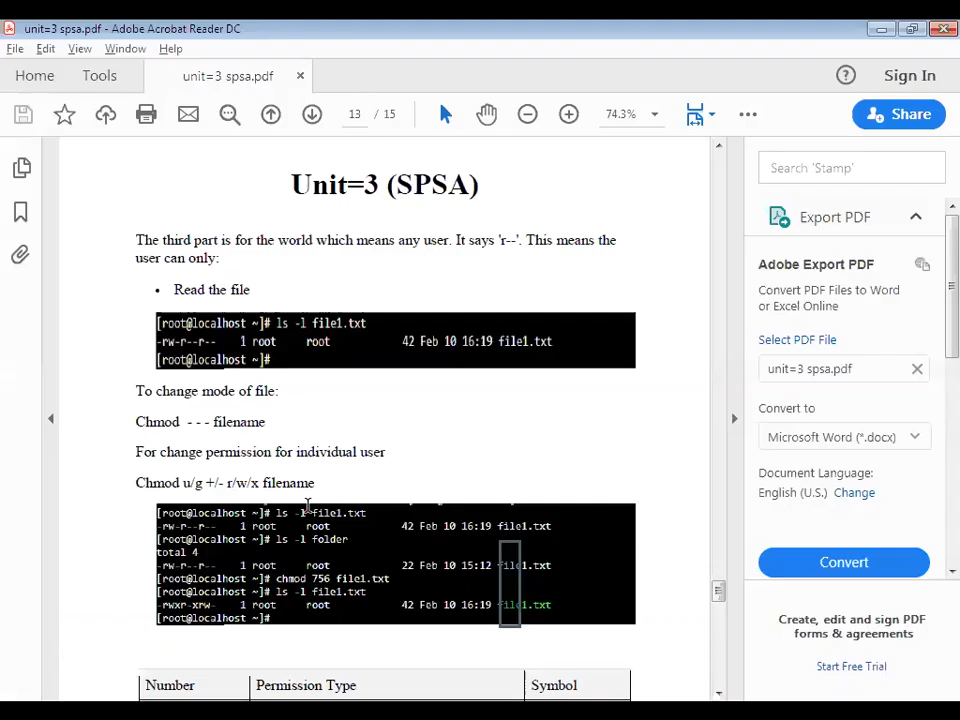 unit=3 spsa.pdf - Adobe Acrobat Reader DC
File Edit View Window Help
Home Tools unit=3 spsa.pdf ×
13 / 15 74.3% Share
? Sign In
Unit=3 (SPSA)
The third part is for the world which means any user. It says 'r--'. This means the
user can only:
• Read the file
[root@localhost ~]# ls -l file1.txt
-rw-r--r-- 1 root root 42 Feb 10 16:19 file1.txt
[root@localhost ~]#
To change mode of file:
Chmod - - - filename
For change permission for individual user
Chmod u/g +/- r/w/x filename
[root@localhost ~]# ls -l file1.txt
-rw-r--r-- 1 root root 42 Feb 10 16:19 file1.txt
[root@localhost ~]# ls -l folder
total 4
-rw-r--r-- 1 root root 22 Feb 10 15:12 file1.txt
[root@localhost ~]# chmod 756 file1.txt
[root@localhost ~]# ls -l file1.txt
-rwxr-xrw- 1 root root 42 Feb 10 16:19 file1.txt
[root@localhost ~]#
Number Permission Type Symbol
Search 'Stamp'
Export PDF
Adobe Export PDF
Convert PDF Files to Word
or Excel Online
Select PDF File
unit=3 spsa.pdf
Convert to
Microsoft Word (*.docx)
Document Language:
English (U.S.) Change
Convert
Create, edit and sign PDF
forms & agreements
Start Free Trial